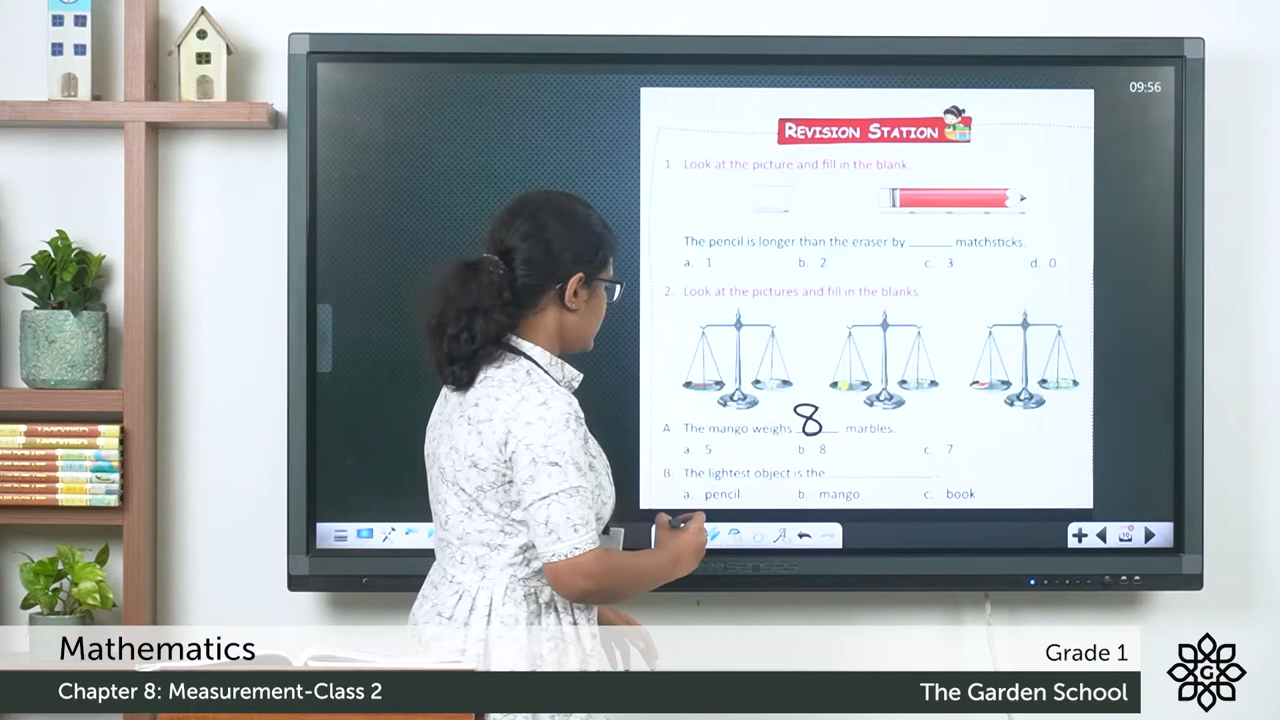 09:56
REVISION STATION
1. Look at the picture and fill in the blank.
The pencil is longer than the eraser by ______ matchsticks.
a. 1 b. 2 c. 3 d. 0
2. Look at the pictures and fill in the blanks.
A. The mango weighs 8 marbles.
a. 5 b. 8 c. 7
B. The lightest object is the ______________ .
a. pencil b. mango c. book
Mathematics
Grade 1
Chapter 8: Measurement-Class 2
The Garden School
G